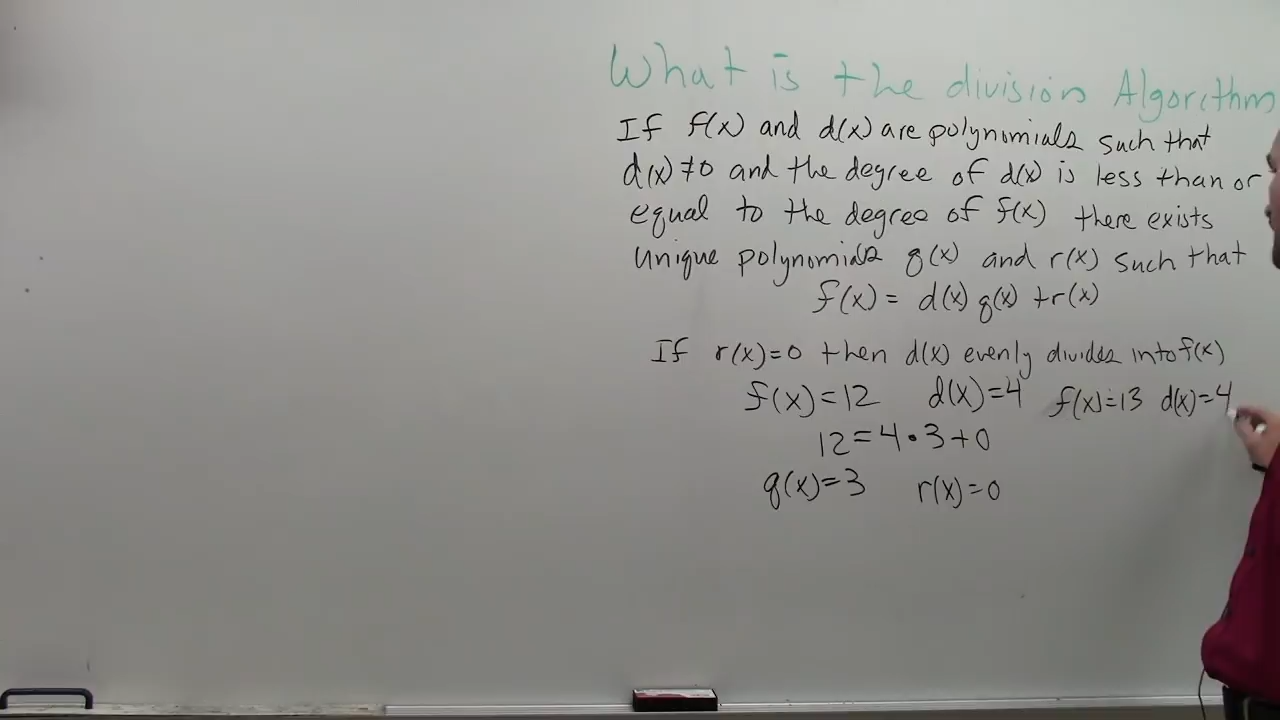 What is the division Algorithm
If f(x) and d(x) are polynomials such that
d(x)≠0 and the degree of d(x) is less than or
equal to the degree of f(x) there exists
unique polynomials q(x) and r(x) such that
f(x) = d(x) q(x) + r(x)
If r(x)=0 then d(x) evenly divides into f(x)
f(x)=12 d(x)=4 f(x)=13 d(x)=4
12=4•3+0
q(x)=3 r(x)=0